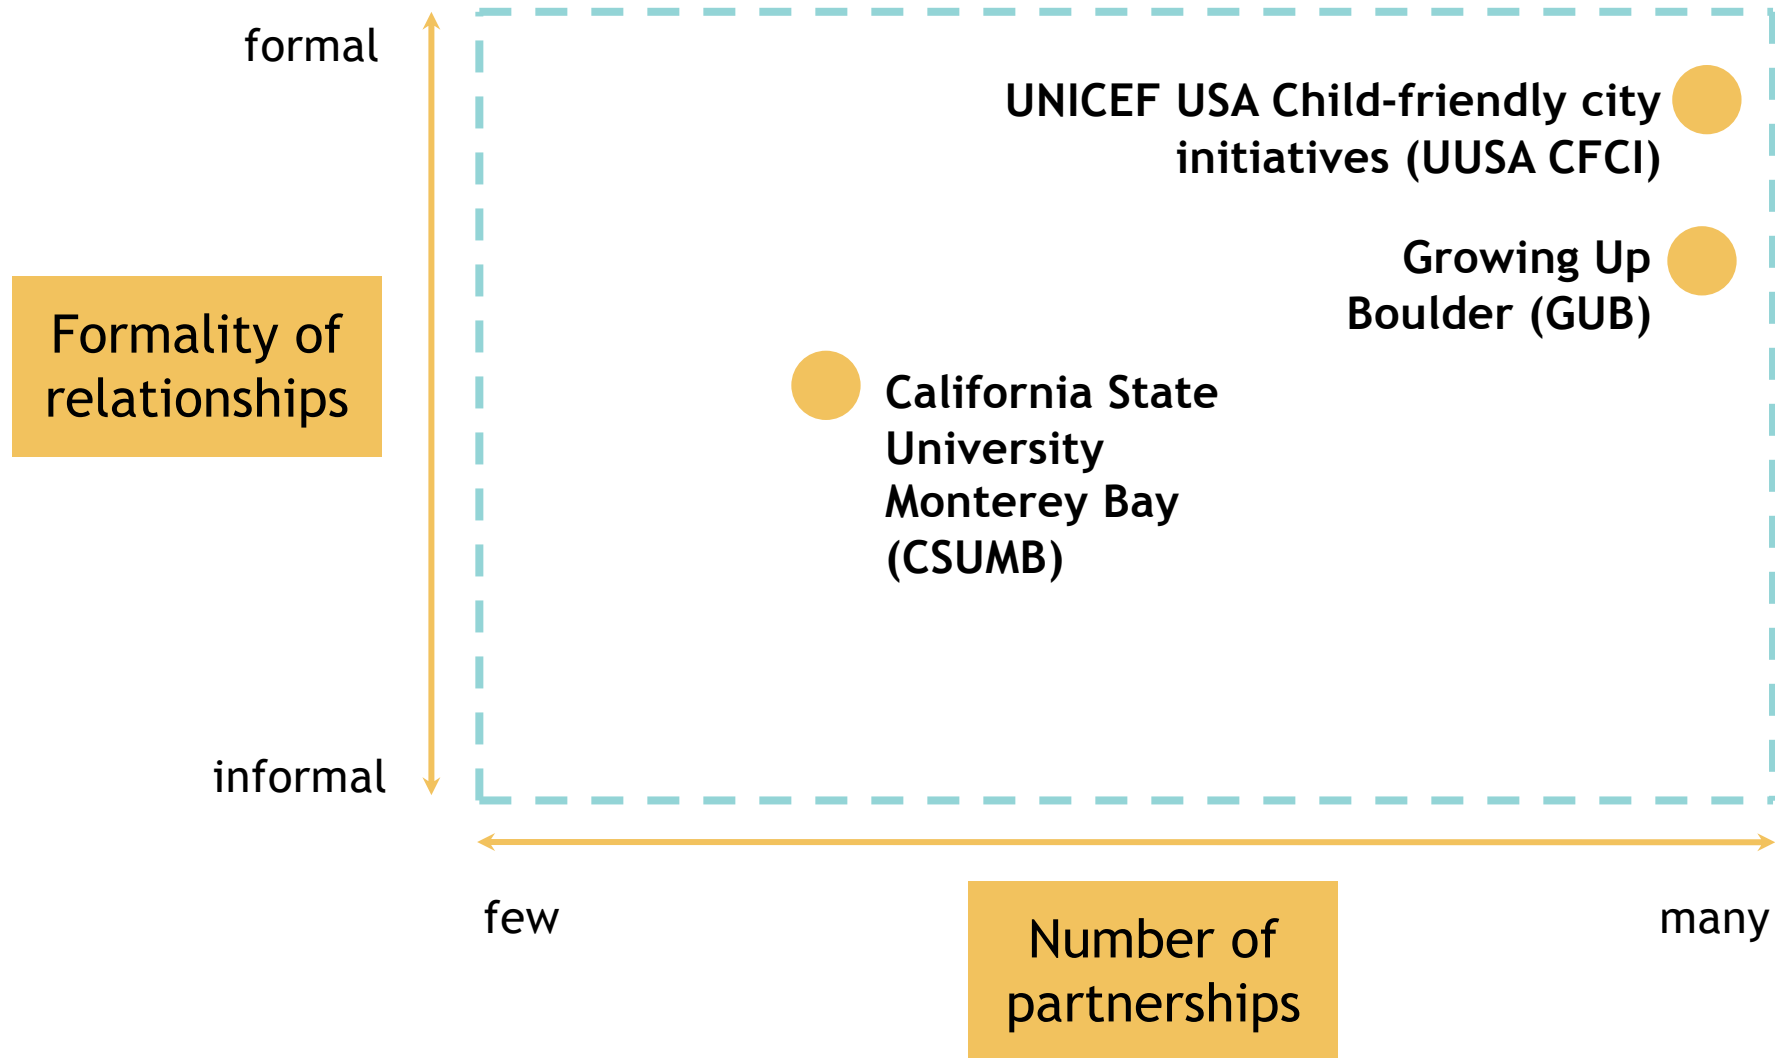 formal
UNICEF USA Child-friendly city
initiatives (UUSA CFCI)
Growing Up
Boulder (GUB)
Formality of
relationships
California State
University
Monterey Bay
(CSUMB)
informal
few
many
Number of
partnerships